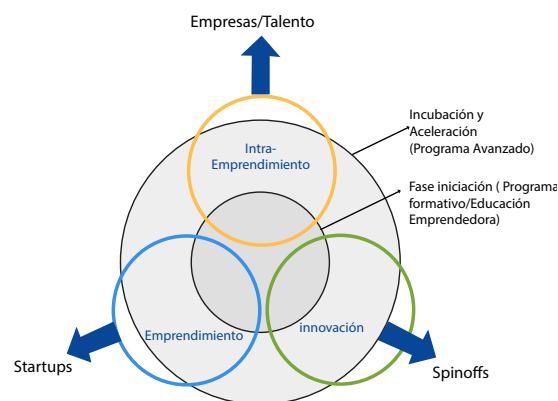 Empresas/Talento
Incubación y
Aceleración
(Programa Avanzado)
Intra-
Emprendimiento
Fase iniciación ( Programa
formativo/Educación
Emprendedora)
Emprendimiento
innovación
Startups
Spinoffs